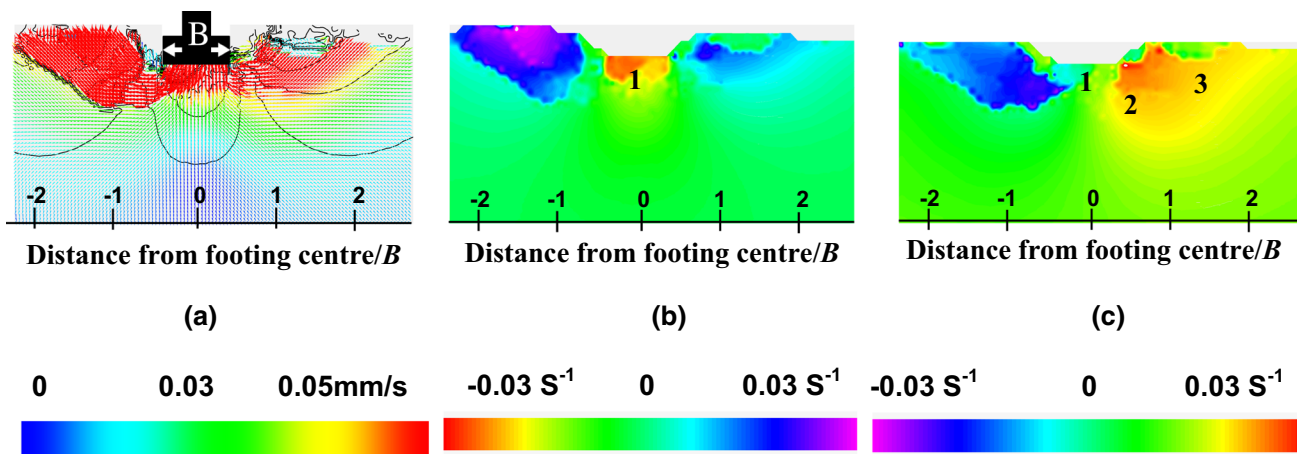 B
1
1
2
3
-2 -1 0 1 2
-2 -1 0 1 2
-2 -1 0 1 2
Distance from footing centre/B
Distance from footing centre/B
Distance from footing centre/B
(a)
(b)
(c)
0 0.03 0.05mm/s
-0.03 S⁻¹ 0 0.03 S⁻¹
-0.03 S⁻¹ 0 0.03 S⁻¹